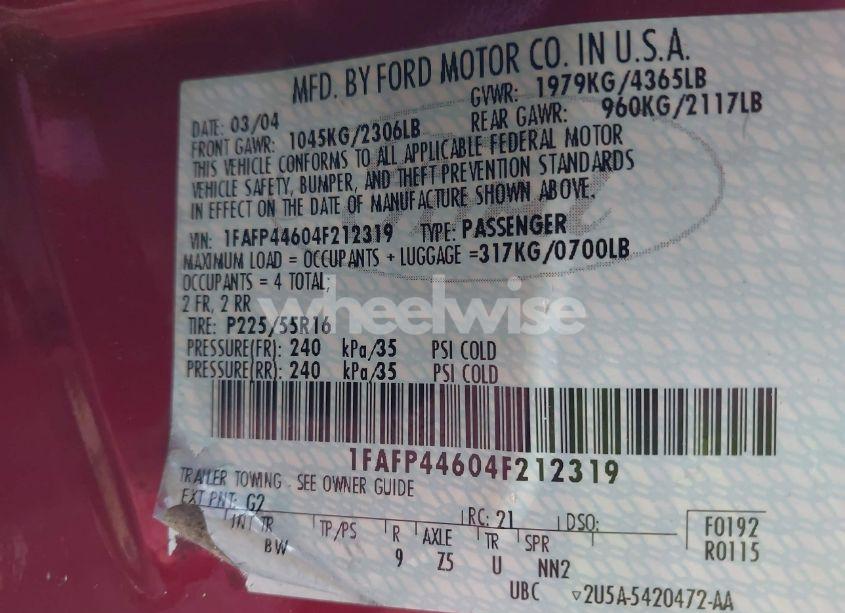 MFD. BY FORD MOTOR CO. IN U.S.A.
DATE: 03/04 GVWR: 1979KG/4365LB
FRONT GAWR: 1045KG/2306LB REAR GAWR: 960KG/2117LB
THIS VEHICLE CONFORMS TO ALL APPLICABLE FEDERAL MOTOR
VEHICLE SAFETY, BUMPER, AND THEFT PREVENTION STANDARDS
IN EFFECT ON THE DATE OF MANUFACTURE SHOWN ABOVE.
VIN: 1FAFP44604F212319 TYPE: PASSENGER
MAXIMUM LOAD = OCCUPANTS + LUGGAGE =317KG/0700LB
OCCUPANTS = 4 TOTAL;
2 FR, 2 RR
wheelwise
TIRE: P225/55R16
PRESSURE(FR): 240 kPa/35 PSI COLD
PRESSURE(RR): 240 kPa/35 PSI COLD
1FAFP44604F212319
TRAILER TOWING - SEE OWNER GUIDE
EXT PNT: G2 RC: 21 DSO: F0192
INT TR TP/PS R AXLE TR SPR R0115
BW 9 Z5 U NN2
UBC ▽2U5A-5420472-AA